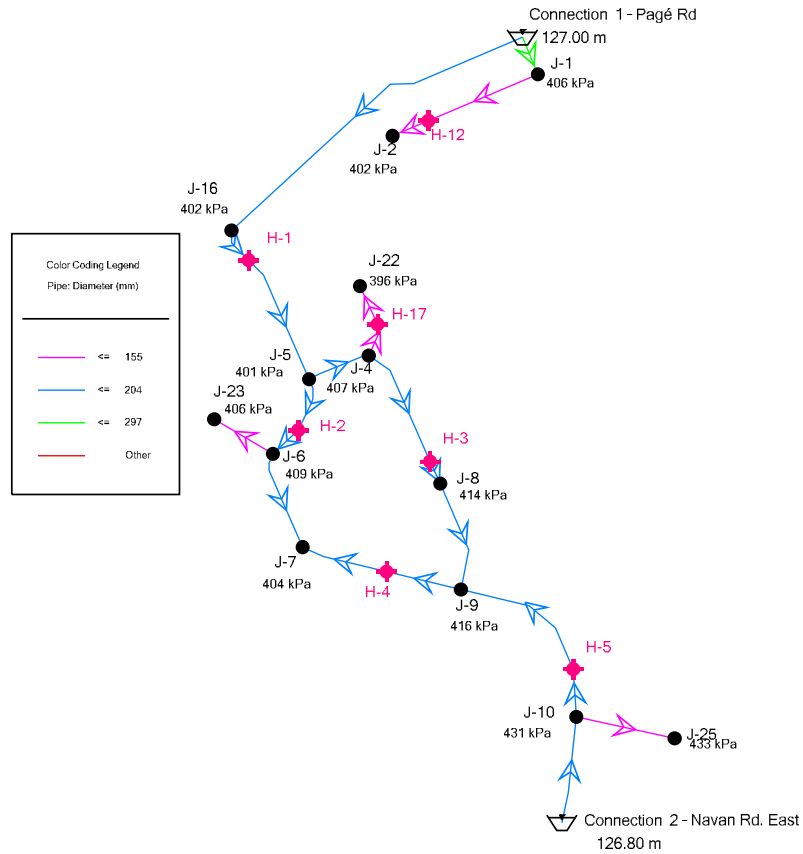 Connection 1 - Pagé Rd
127.00 m
J-1
406 kPa
H-12
J-2
402 kPa
J-16
402 kPa
H-1
Color Coding Legend
Pipe: Diameter (mm)
<= 155
<= 204
<= 297
Other
J-22
396 kPa
H-17
J-5
401 kPa
J-4
407 kPa
J-23
406 kPa
H-2
J-6
409 kPa
H-3
J-8
414 kPa
J-7
404 kPa
H-4
J-9
416 kPa
H-5
J-10
431 kPa
J-25
433 kPa
Connection 2 - Navan Rd. East
126.80 m